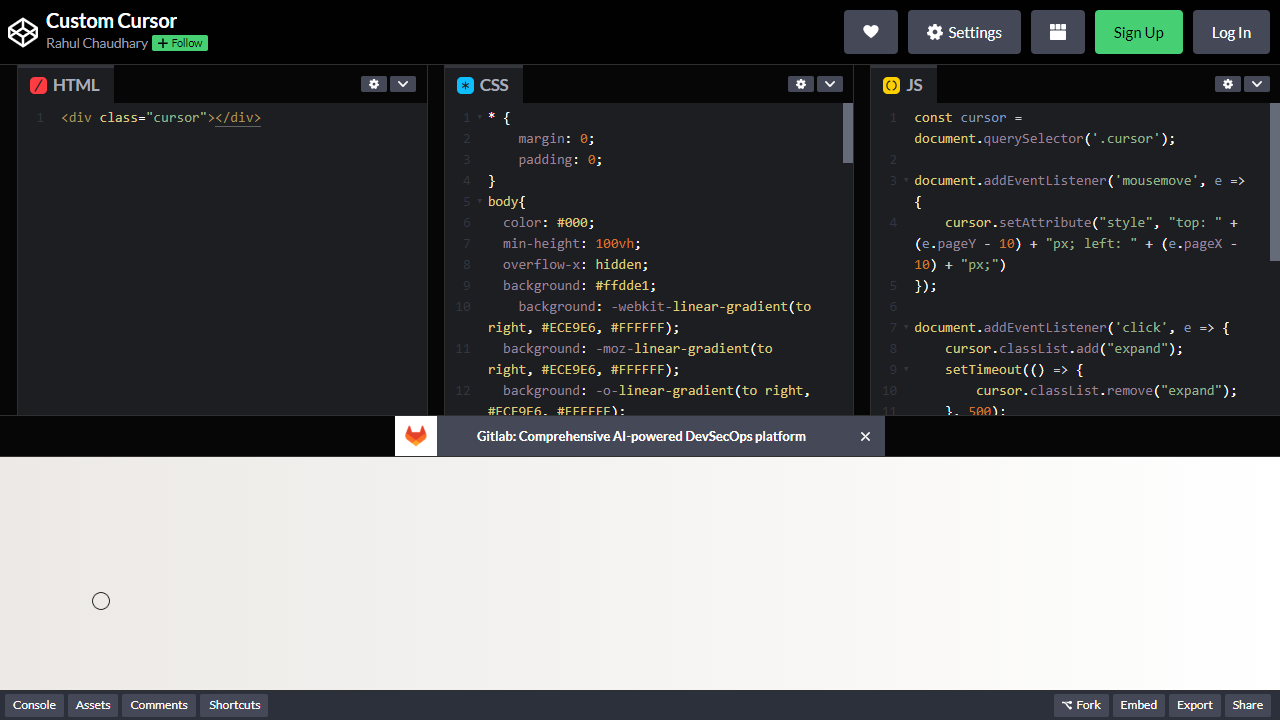 Custom Cursor
Rahul Chaudhary + Follow
Settings
Sign Up
Log In
HTML
1 <div class="cursor"></div>
CSS
1 * {
2 margin: 0;
3 padding: 0;
4 }
5 body{
6 color: #000;
7 min-height: 100vh;
8 overflow-x: hidden;
9 background: #ffdde1;
10 background: -webkit-linear-gradient(to
right, #ECE9E6, #FFFFFF);
11 background: -moz-linear-gradient(to
right, #ECE9E6, #FFFFFF);
12 background: -o-linear-gradient(to right,
#ECE9E6, #FFFFFF);
JS
1 const cursor =
document.querySelector('.cursor');
2
3 document.addEventListener('mousemove', e =>
{
4 cursor.setAttribute("style", "top: " +
(e.pageY - 10) + "px; left: " + (e.pageX -
10) + "px;")
5 });
6
7 document.addEventListener('click', e => {
8 cursor.classList.add("expand");
9 setTimeout(() => {
10 cursor.classList.remove("expand");
11 }, 500);
Gitlab: Comprehensive AI-powered DevSecOps platform
Console
Assets
Comments
Shortcuts
Fork
Embed
Export
Share